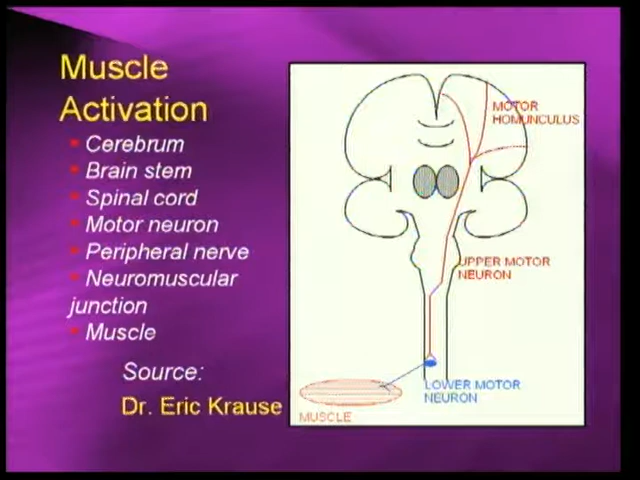 Muscle
Activation
Cerebrum
Brain stem
Spinal cord
Motor neuron
Peripheral nerve
Neuromuscular
junction
Muscle
Source:
Dr. Eric Krause
MOTOR
HOMUNCULUS
UPPER MOTOR
NEURON
LOWER MOTOR
NEURON
MUSCLE